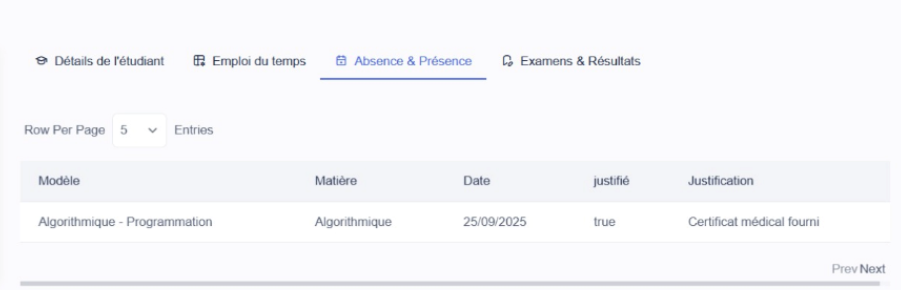 Détails de l'étudiant Emploi du temps Absence & Présence Examens & Résultats
Row Per Page 5 Entries
Modèle Matière Date justifié Justification
Algorithmique - Programmation Algorithmique 25/09/2025 true Certificat médical fourni
Prev Next